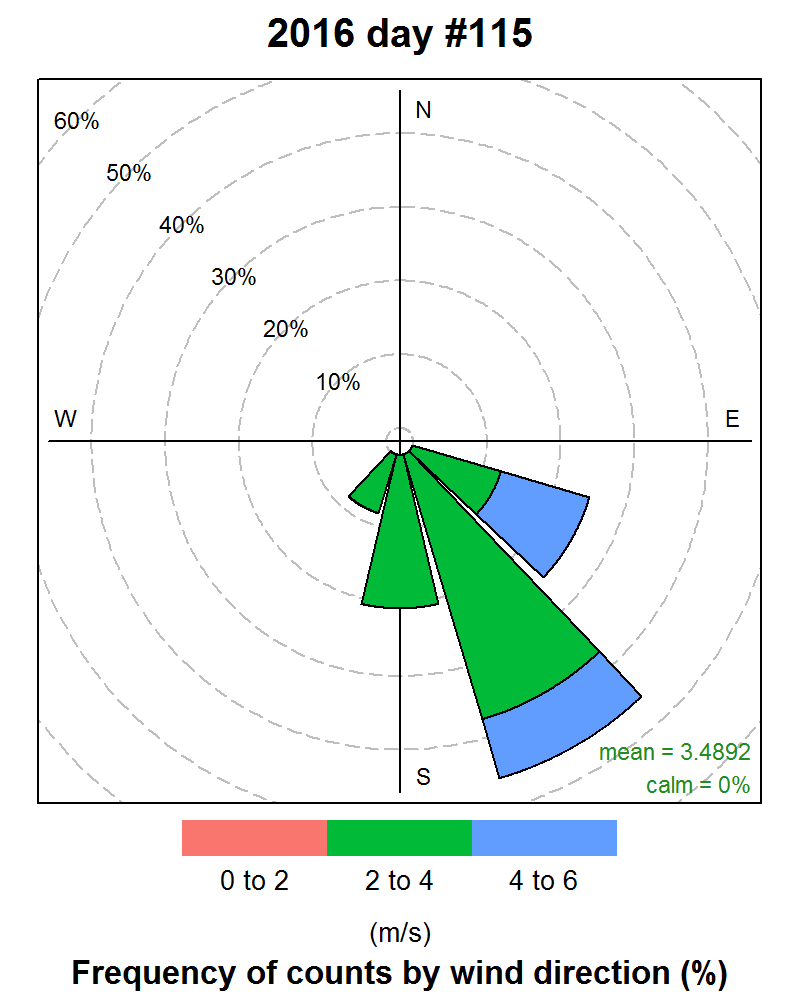 2016 day #115
N
60%
50%
40%
30%
20%
10%
W
E
S
mean = 3.4892
calm = 0%
0 to 2
2 to 4
4 to 6
(m/s)
Frequency of counts by wind direction (%)